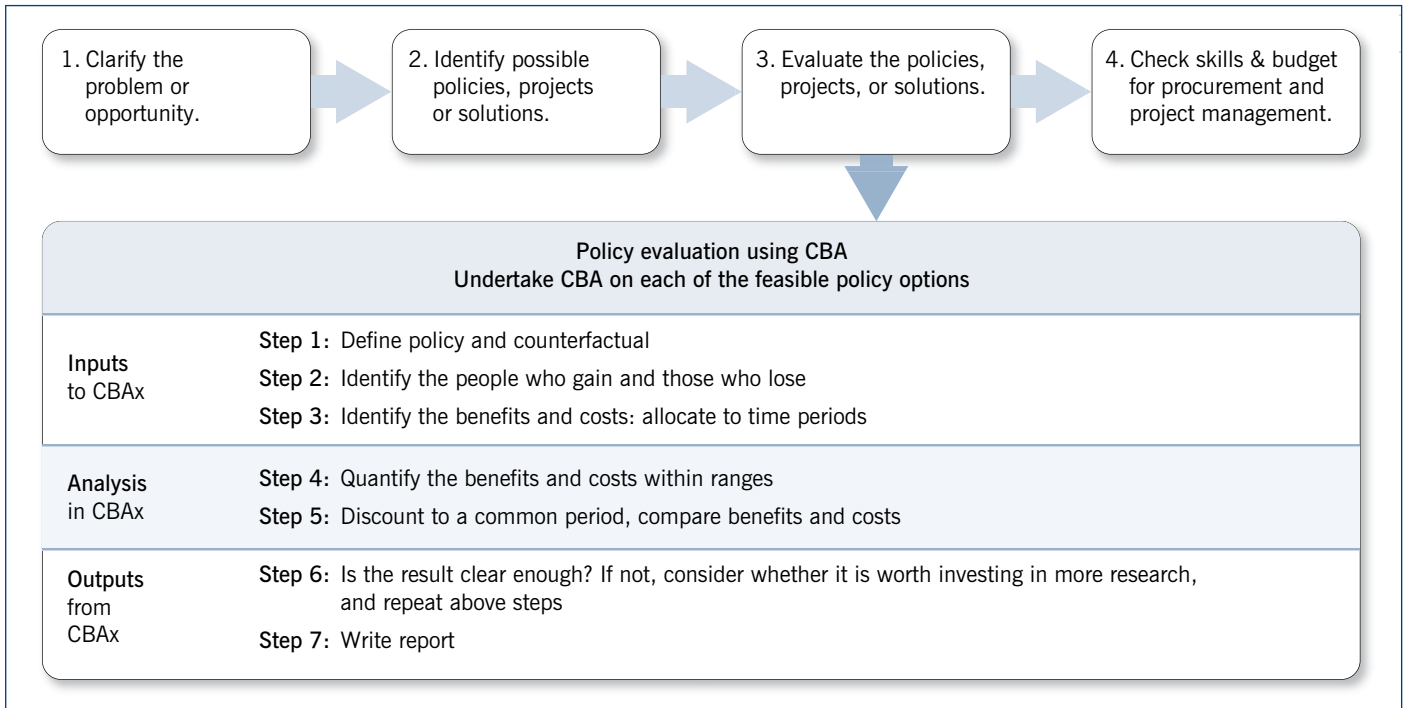 1. Clarify the
problem or
opportunity.
2. Identify possible
policies, projects
or solutions.
3. Evaluate the policies,
projects, or solutions.
4. Check skills & budget
for procurement and
project management.
Policy evaluation using CBA
Undertake CBA on each of the feasible policy options
Inputs
to CBAx
Step 1: Define policy and counterfactual
Step 2: Identify the people who gain and those who lose
Step 3: Identify the benefits and costs: allocate to time periods
Analysis
in CBAx
Step 4: Quantify the benefits and costs within ranges
Step 5: Discount to a common period, compare benefits and costs
Outputs
from
CBAx
Step 6: Is the result clear enough? If not, consider whether it is worth investing in more research,
and repeat above steps
Step 7: Write report